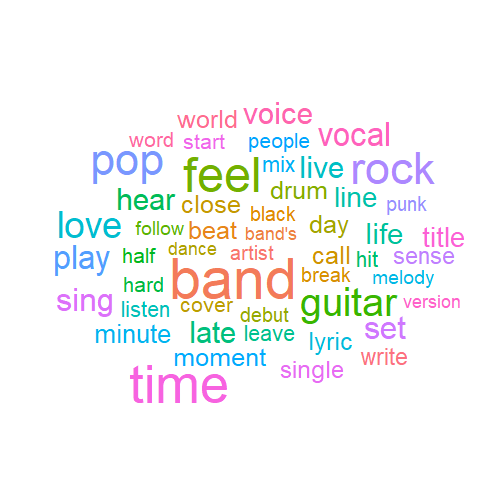 world voice
word start people vocal
pop feel mix live rock
hear close drum line punk
love follow beat black day life title
play half dance band's artist call hit sense
hard band break melody
sing listen cover debut guitar version
minute late leave lyric set
moment single write
time